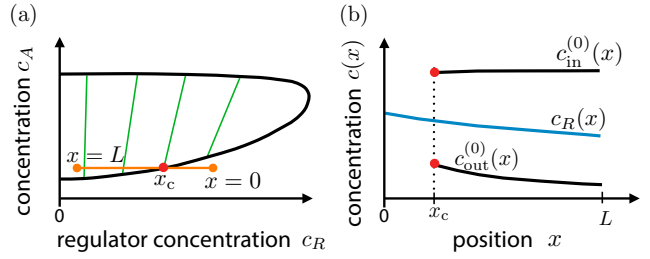 (a)
concentration c_A
x = L
x_c
x = 0
0
regulator concentration c_R
(b)
concentration c(x)
c_in^(0)(x)
c_R(x)
c_out^(0)(x)
0
x_c
L
position x